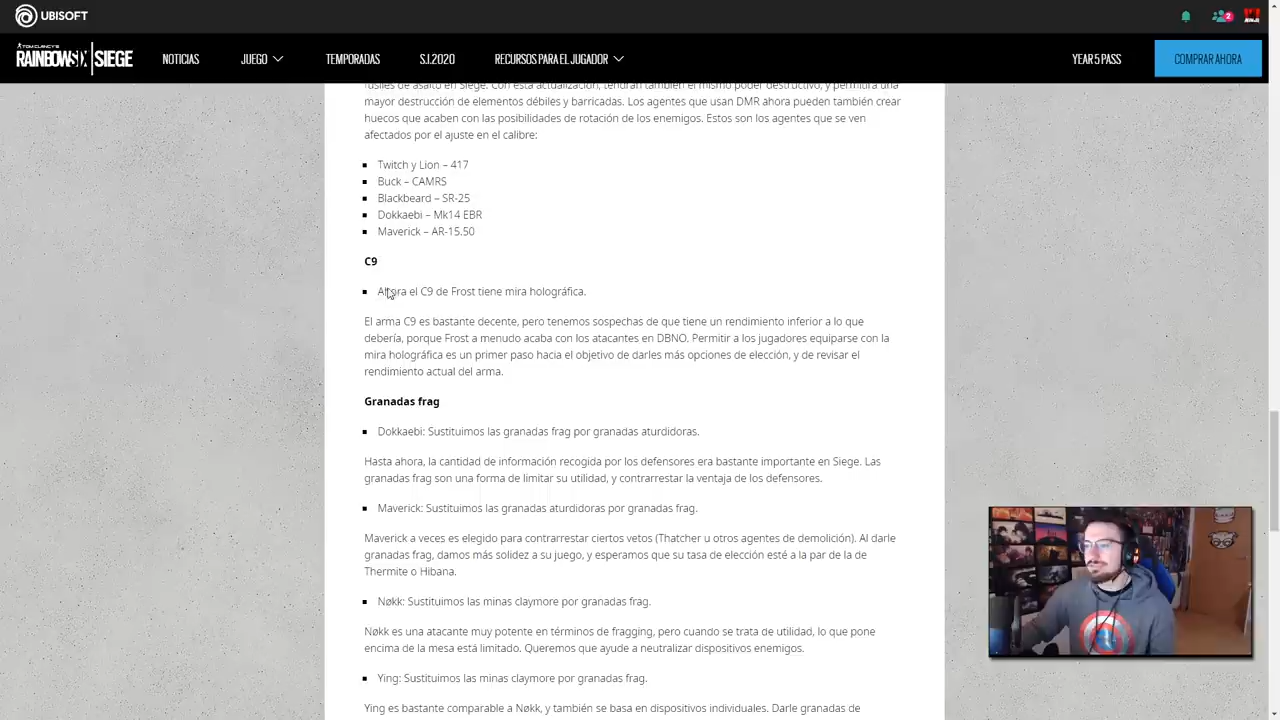 UBISOFT
2
TOM CLANCY'S
RAINBOWSIX|SIEGE
NOTICIAS
JUEGO
TEMPORADAS
S.I.2020
RECURSOS PARA EL JUGADOR
YEAR 5 PASS
COMPRAR AHORA
fusiles de asalto en Siege. Con esta actualización, tendrán también el mismo poder destructivo, y permitirá una
mayor destrucción de elementos débiles y barricadas. Los agentes que usan DMR ahora pueden también crear
huecos que acaben con las posibilidades de rotación de los enemigos. Estos son los agentes que se ven
afectados por el ajuste en el calibre:
Twitch y Lion – 417
Buck – CAMRS
Blackbeard – SR-25
Dokkaebi – Mk14 EBR
Maverick – AR-15.50
C9
Ahora el C9 de Frost tiene mira holográfica.
El arma C9 es bastante decente, pero tenemos sospechas de que tiene un rendimiento inferior a lo que
debería, porque Frost a menudo acaba con los atacantes en DBNO. Permitir a los jugadores equiparse con la
mira holográfica es un primer paso hacia el objetivo de darles más opciones de elección, y de revisar el
rendimiento actual del arma.
Granadas frag
Dokkaebi: Sustituimos las granadas frag por granadas aturdidoras.
Hasta ahora, la cantidad de información recogida por los defensores era bastante importante en Siege. Las
granadas frag son una forma de limitar su utilidad, y contrarrestar la ventaja de los defensores.
Maverick: Sustituimos las granadas aturdidoras por granadas frag.
Maverick a veces es elegido para contrarrestar ciertos vetos (Thatcher u otros agentes de demolición). Al darle
granadas frag, damos más solidez a su juego, y esperamos que su tasa de elección esté a la par de la de
Thermite o Hibana.
Nøkk: Sustituimos las minas claymore por granadas frag.
Nøkk es una atacante muy potente en términos de fragging, pero cuando se trata de utilidad, lo que pone
encima de la mesa está limitado. Queremos que ayude a neutralizar dispositivos enemigos.
Ying: Sustituimos las minas claymore por granadas frag.
Ying es bastante comparable a Nøkk, y también se basa en dispositivos individuales. Darle granadas de